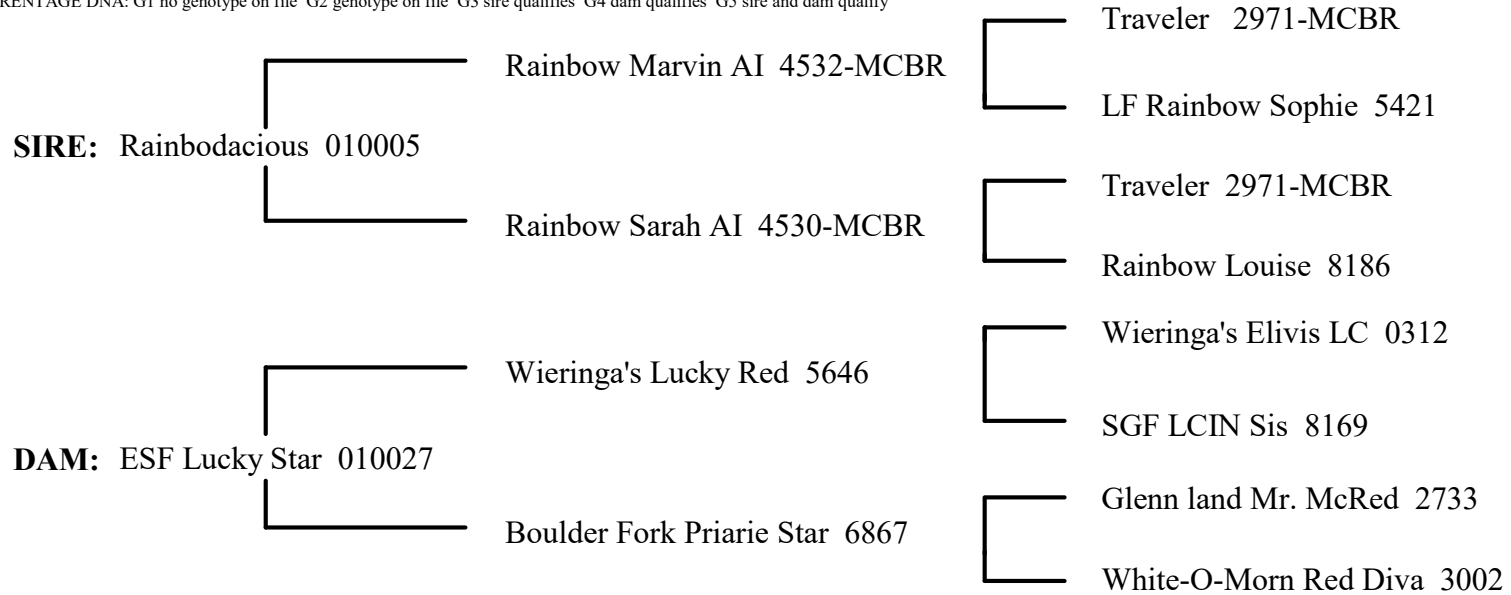 RENTAGE DNA: G1 no genotype on file G2 genotype on file G3 sire qualifies G4 dam qualifies G5 sire and dam qualify
Traveler 2971-MCBR
Rainbow Marvin AI 4532-MCBR
LF Rainbow Sophie 5421
SIRE: Rainbodacious 010005
Traveler 2971-MCBR
Rainbow Sarah AI 4530-MCBR
Rainbow Louise 8186
Wieringa's Elivis LC 0312
Wieringa's Lucky Red 5646
SGF LCIN Sis 8169
DAM: ESF Lucky Star 010027
Glenn land Mr. McRed 2733
Boulder Fork Priarie Star 6867
White-O-Morn Red Diva 3002